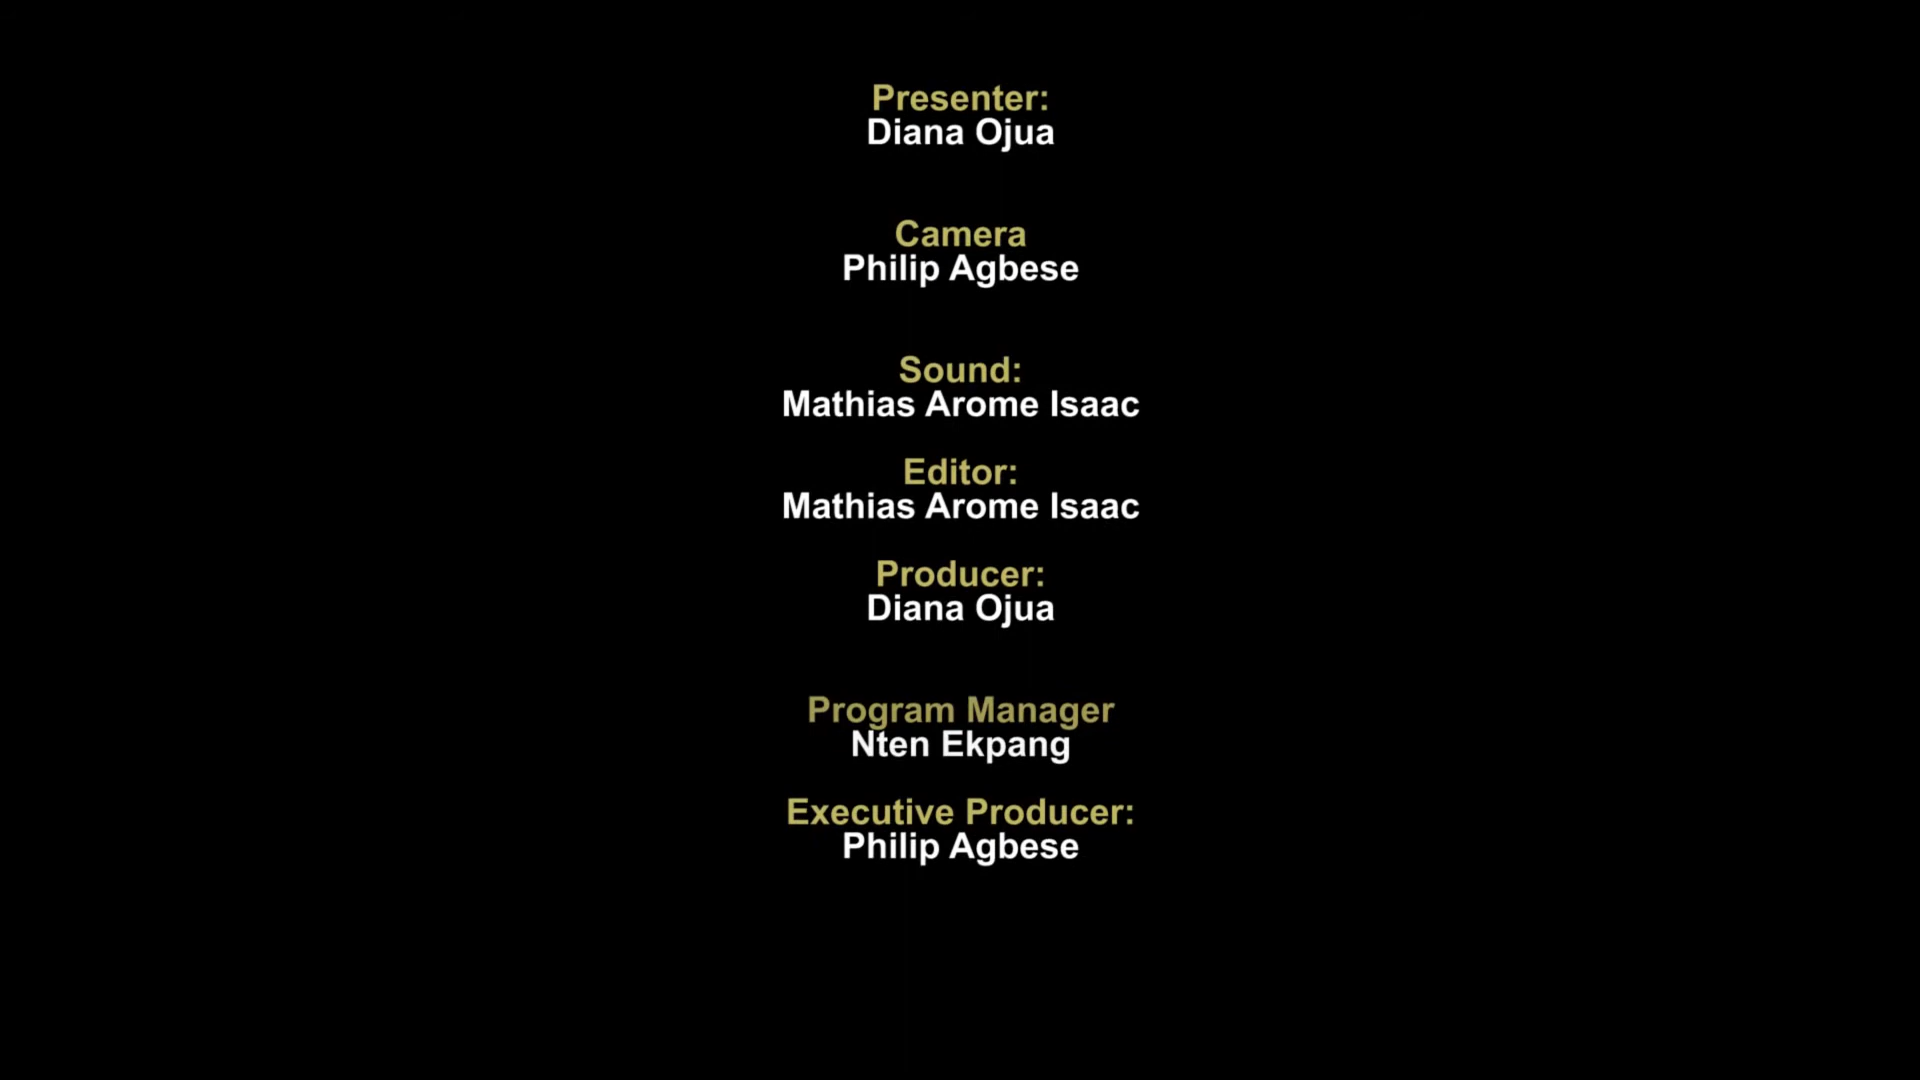 Presenter:
Diana Ojua
Camera
Philip Agbese
Sound:
Mathias Arome Isaac
Editor:
Mathias Arome Isaac
Producer:
Diana Ojua
Program Manager
Nten Ekpang
Executive Producer:
Philip Agbese